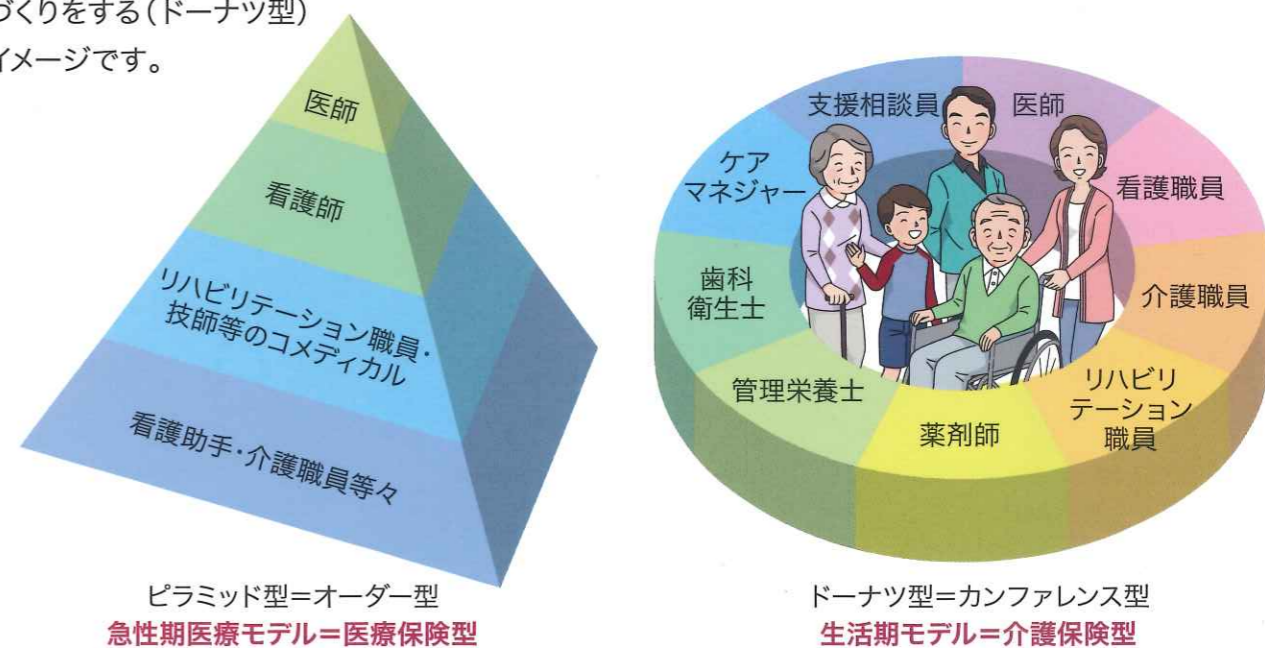 づくりをする(ドーナツ型)
イメージです。
医師
看護師
リハビリテーション職員・
技師等のコメディカル
看護助手・介護職員等々
ピラミッド型=オーダー型
急性期医療モデル=医療保険型
支援相談員
医師
ケア
マネジャー
看護職員
歯科
衛生士
介護職員
管理栄養士
薬剤師
リハビリ
テーション
職員
ドーナツ型=カンファレンス型
生活期モデル=介護保険型